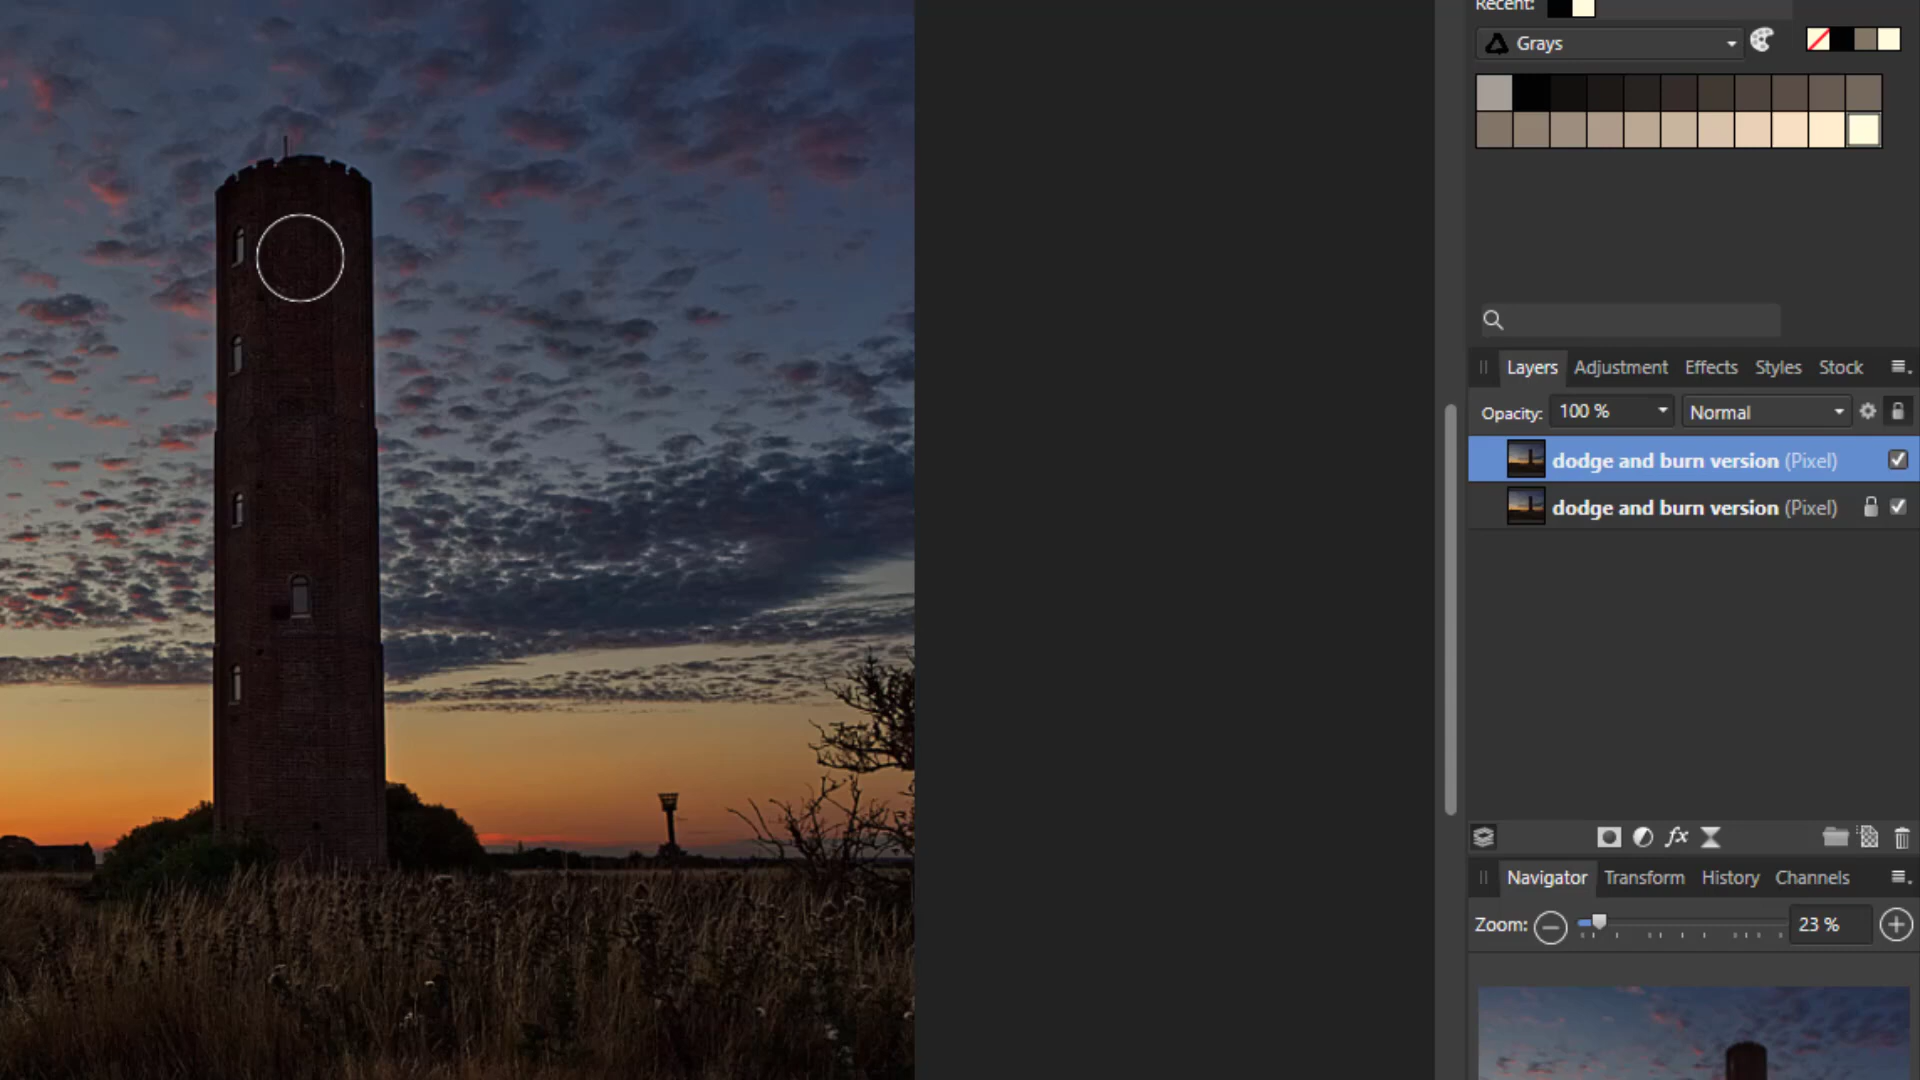 Recent:
Grays
Layers Adjustment Effects Styles Stock
Opacity: 100 % Normal
dodge and burn version (Pixel)
dodge and burn version (Pixel)
fx
Navigator Transform History Channels
Zoom: 23 %